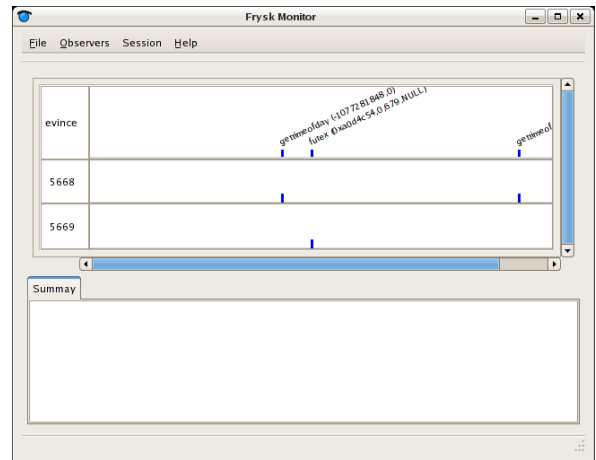 Frysk Monitor
File Observers Session Help
evince
gettimeofday (-1077281848,0)
futex (0xa0d4c54,0,679,NULL)
gettimeof
5668
5669
Summay